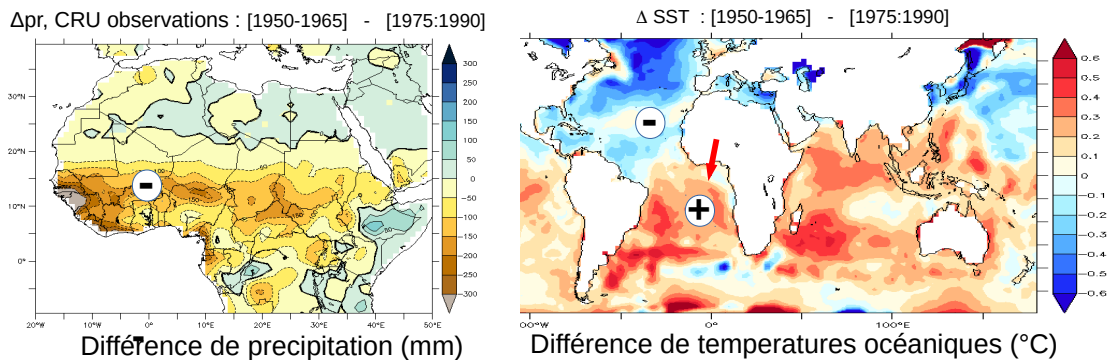 Δpr, CRU observations : [1950-1965] - [1975:1990]
300
250
200
150
100
50
0
−50
−100
−150
−200
−250
−300
30°N
20°N
10°N
0°
20°W
10°W
0°
10°E
20°E
30°E
40°E
50°E
-
Différence de precipitation (mm)
Δ SST : [1950-1965] - [1975:1990]
-
+
0.6
0.5
0.4
0.3
0.2
0.1
0
−0.1
−0.2
−0.3
−0.4
−0.5
−0.6
00°W
0°
100°E
Différence de temperatures océaniques (°C)